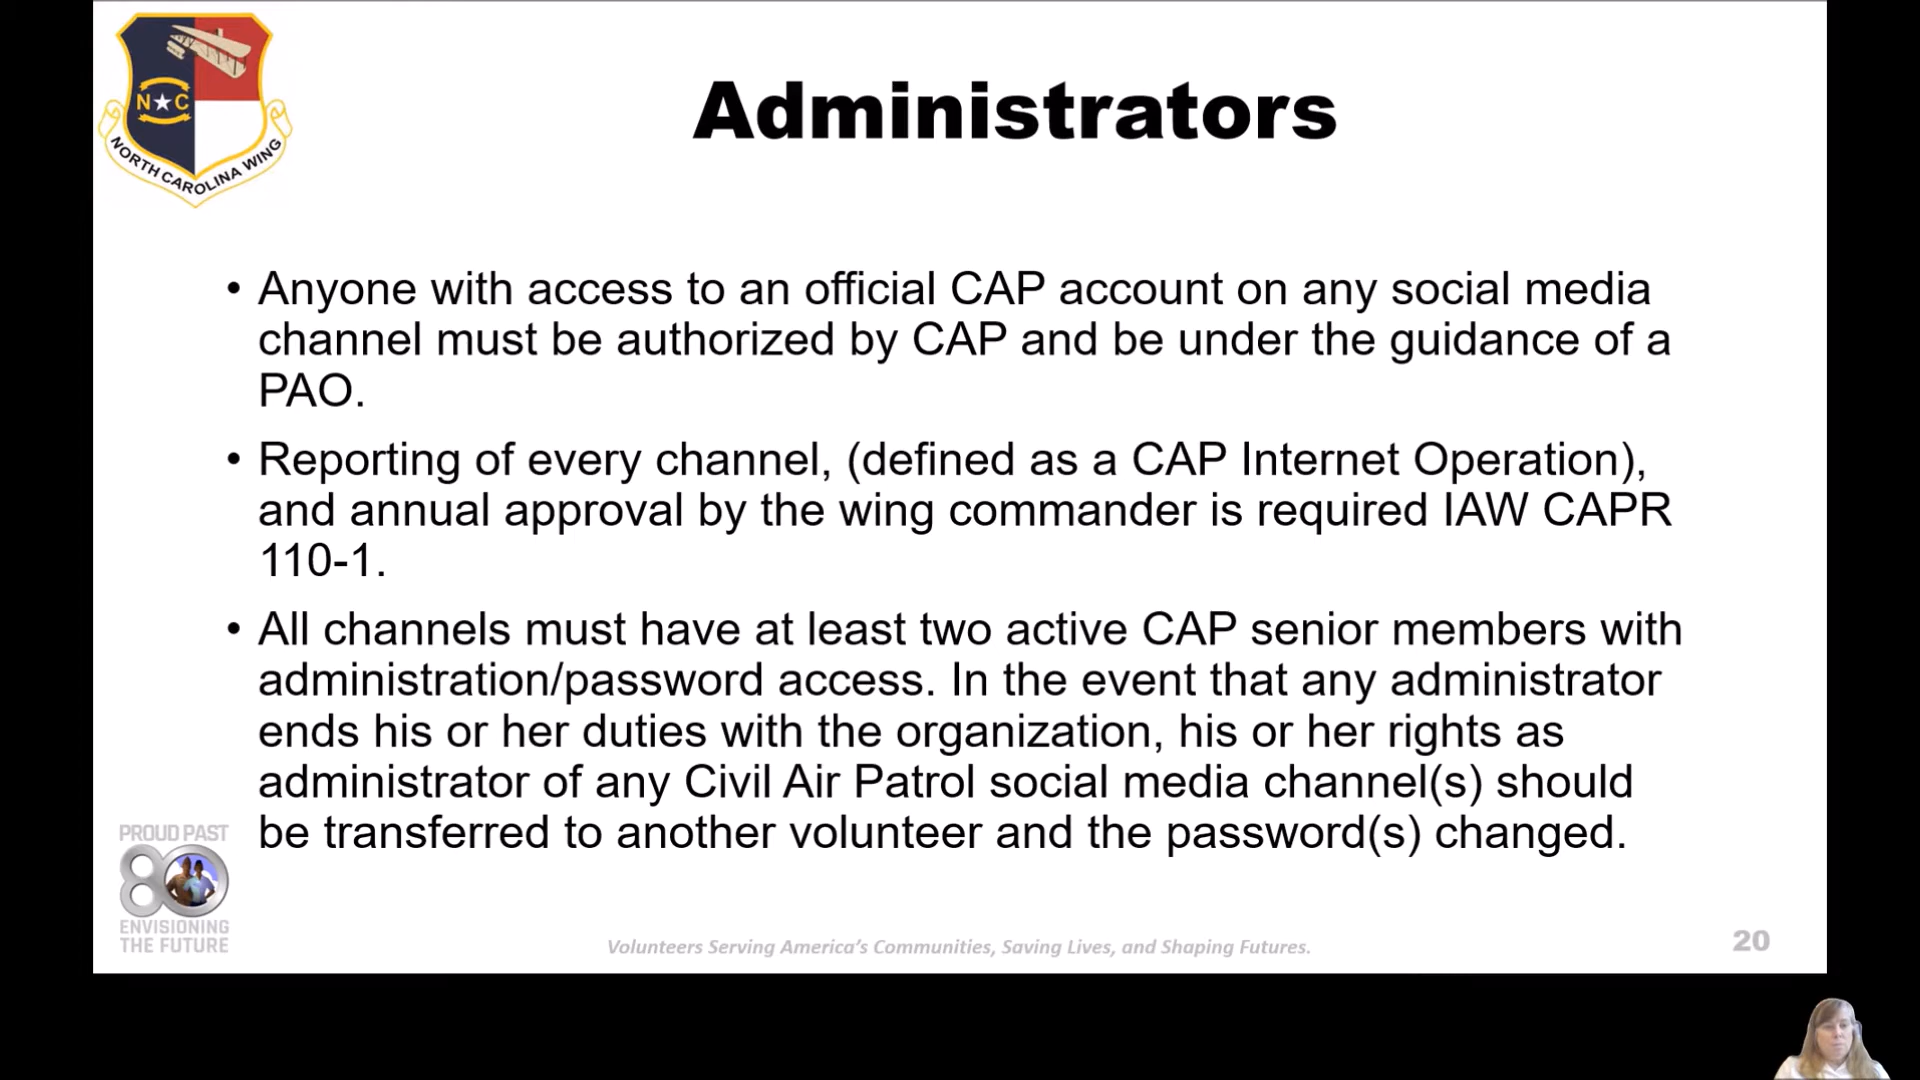 N C
NORTH CAROLINA WING
Administrators
• Anyone with access to an official CAP account on any social media
channel must be authorized by CAP and be under the guidance of a
PAO.
• Reporting of every channel, (defined as a CAP Internet Operation),
and annual approval by the wing commander is required IAW CAPR
110-1.
• All channels must have at least two active CAP senior members with
administration/password access. In the event that any administrator
ends his or her duties with the organization, his or her rights as
administrator of any Civil Air Patrol social media channel(s) should
be transferred to another volunteer and the password(s) changed.
PROUD PAST
80
ENVISIONING
THE FUTURE
Volunteers Serving America's Communities, Saving Lives, and Shaping Futures.
20